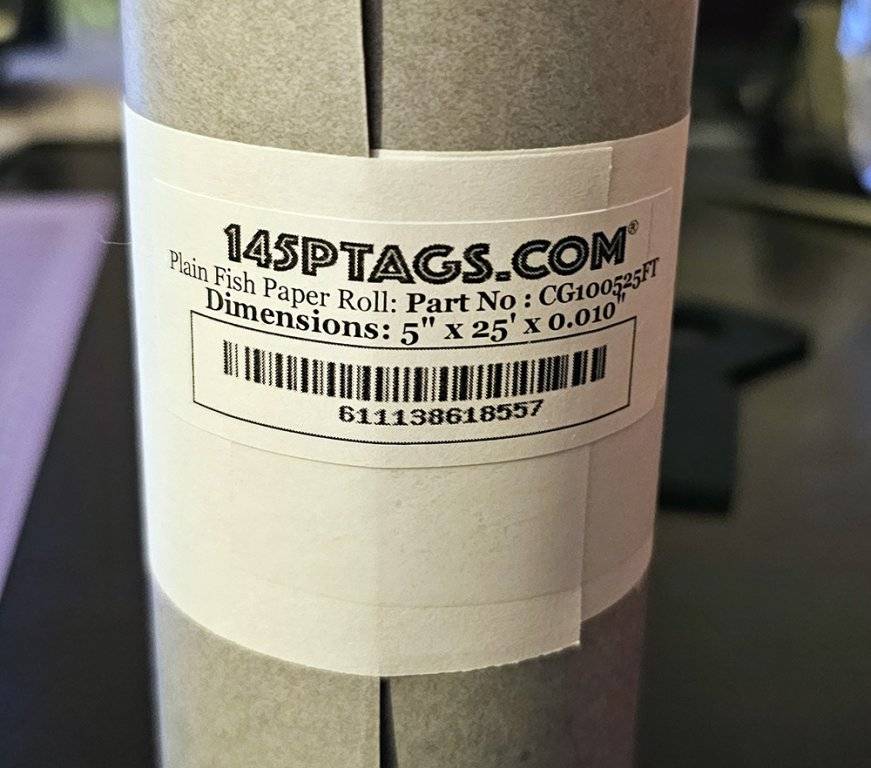 145PTAGS.COM®
Plain Fish Paper Roll: Part No : CG100525FT
Dimensions: 5" x 25' x 0.010"
611138618557